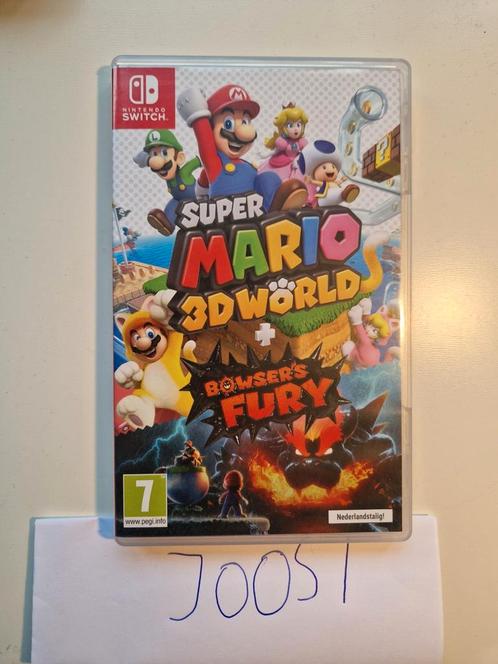 NINTENDO
SWITCH
SUPER
MARIO
3D WORLD
+
BOWSER'S
FURY
7
www.pegi.info
Nederlandstalig!
JOOST